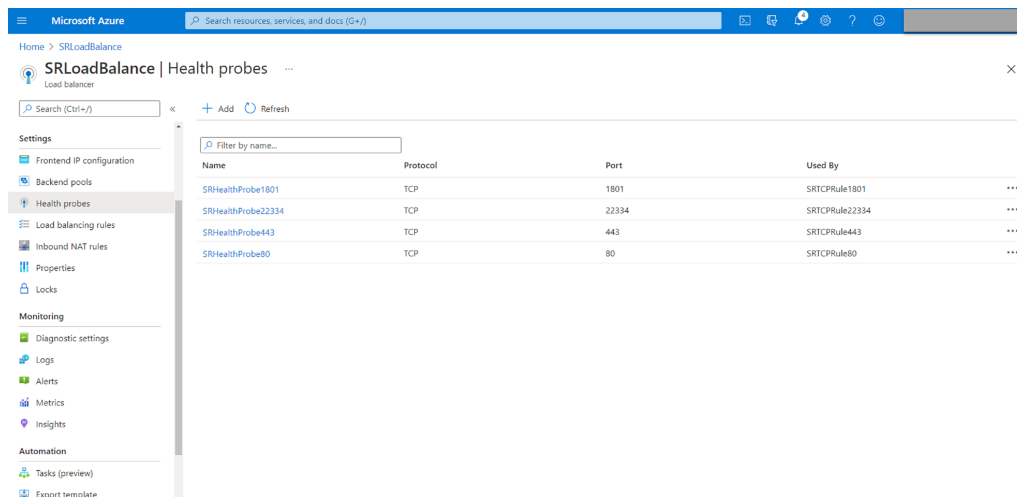 Microsoft Azure
Search resources, services, and docs (G+/)
4
Home > SRLoadBalance
SRLoadBalance | Health probes ...
Load balancer
Search (Ctrl+/)
«
Add
Refresh
Settings
Frontend IP configuration
Backend pools
Health probes
Load balancing rules
Inbound NAT rules
Properties
Locks
Monitoring
Diagnostic settings
Logs
Alerts
Metrics
Insights
Automation
Tasks (preview)
Export template
Filter by name...
Name Protocol Port Used By
SRHealthProbe1801 TCP 1801 SRTCPRule1801 ...
SRHealthProbe22334 TCP 22334 SRTCPRule22334 ...
SRHealthProbe443 TCP 443 SRTCPRule443 ...
SRHealthProbe80 TCP 80 SRTCPRule80 ...